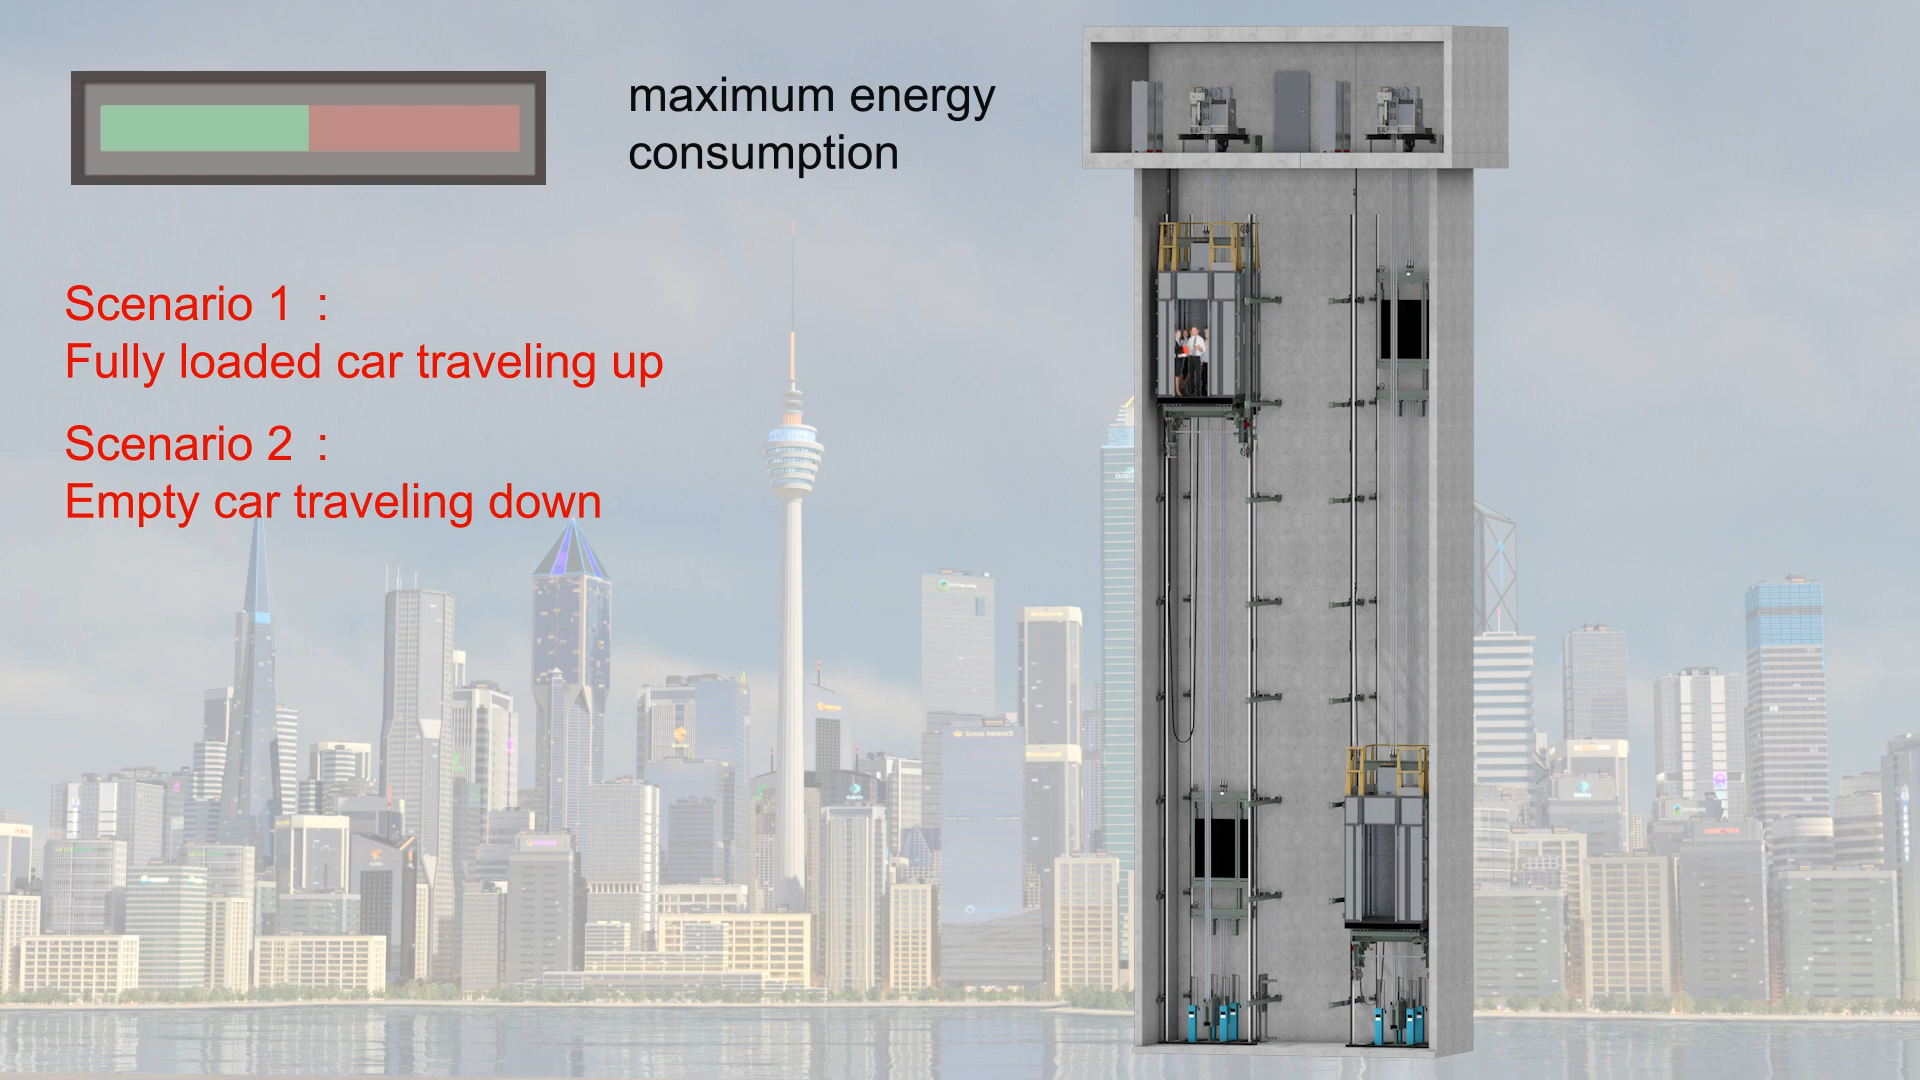 maximum energy
consumption
Scenario 1 :
Fully loaded car traveling up
Scenario 2 :
Empty car traveling down